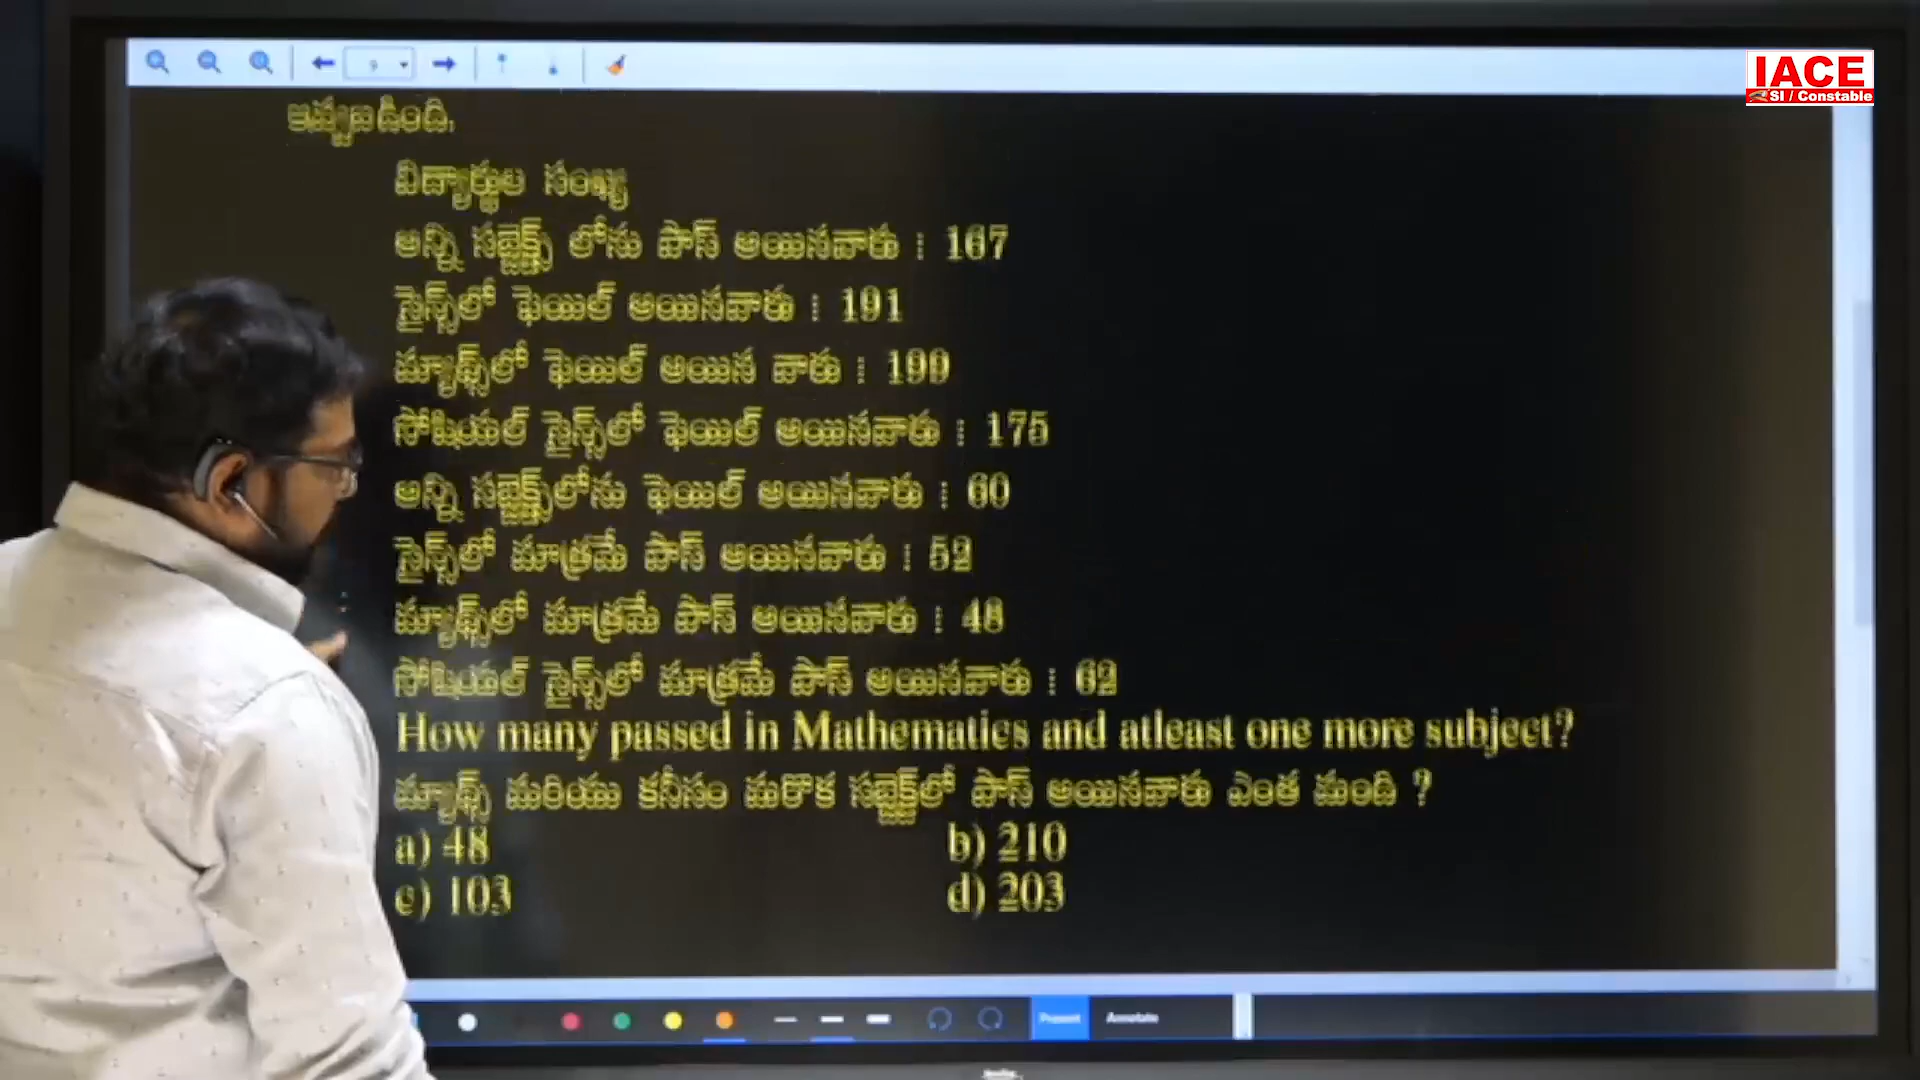 IACE
SI / Constable
9
ఇవ్వబడింది.
విద్యార్థుల సంఖ్య
అన్ని సబ్జెక్ట్స్ లోను పాస్ అయినవారు : 167
సైన్స్‌లో ఫెయిల్ అయినవారు : 191
మ్యాథ్స్‌లో ఫెయిల్ అయిన వారు : 199
సోషియల్ సైన్స్‌లో ఫెయిల్ అయినవారు : 175
అన్ని సబ్జెక్ట్స్‌లోను ఫెయిల్ అయినవారు : 60
సైన్స్‌లో మాత్రమే పాస్ అయినవారు : 52
మ్యాథ్స్‌లో మాత్రమే పాస్ అయినవారు : 48
సోషియల్ సైన్స్‌లో మాత్రమే పాస్ అయినవారు : 62
How many passed in Mathematics and atleast one more subject?
మ్యాథ్స్ మరియు కనీసం మరొక సబ్జెక్ట్‌లో పాస్ అయినవారు ఎంత మంది ?
a) 48 b) 210
c) 103 d) 203
Present Annotate